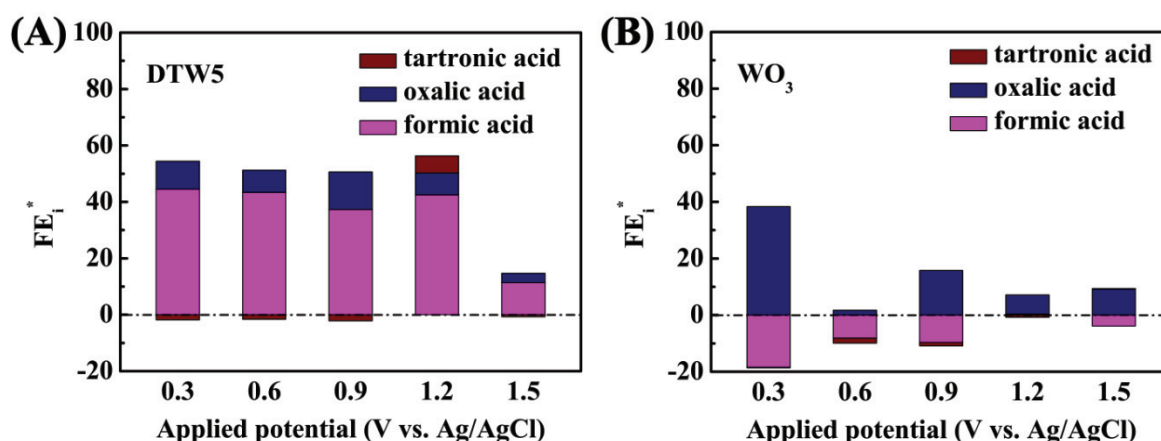 (A)
100
80
60
40
20
0
-20
FE_i^*
DTW5
tartronic acid
oxalic acid
formic acid
0.3 0.6 0.9 1.2 1.5
Applied potential (V vs. Ag/AgCl)
(B)
100
80
60
40
20
0
-20
FE_i^*
WO₃
tartronic acid
oxalic acid
formic acid
0.3 0.6 0.9 1.2 1.5
Applied potential (V vs. Ag/AgCl)